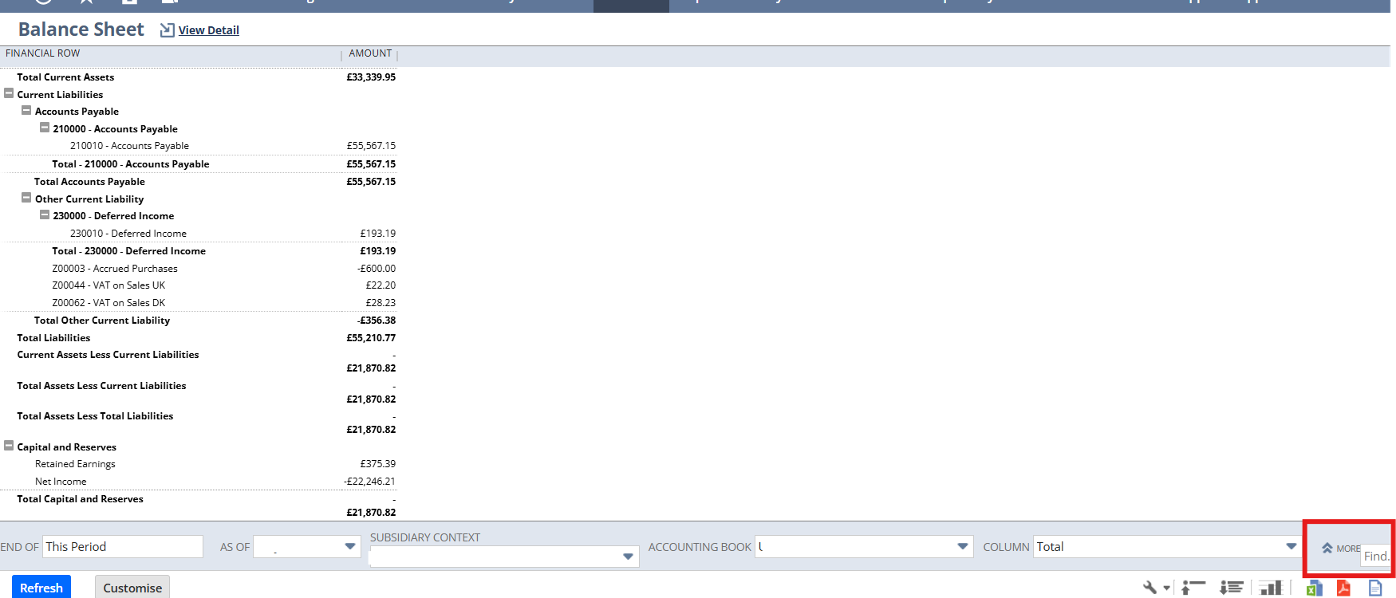 Balance Sheet View Detail
FINANCIAL ROW AMOUNT
Total Current Assets £33,339.95
Current Liabilities
Accounts Payable
210000 - Accounts Payable
210010 - Accounts Payable £55,567.15
Total - 210000 - Accounts Payable £55,567.15
Total Accounts Payable £55,567.15
Other Current Liability
230000 - Deferred Income
230010 - Deferred Income £193.19
Total - 230000 - Deferred Income £193.19
Z00003 - Accrued Purchases -£600.00
Z00044 - VAT on Sales UK £22.20
Z00062 - VAT on Sales DK £28.23
Total Other Current Liability -£356.38
Total Liabilities £55,210.77
Current Assets Less Current Liabilities -
£21,870.82
Total Assets Less Current Liabilities -
£21,870.82
Total Assets Less Total Liabilities -
£21,870.82
Capital and Reserves
Retained Earnings £375.39
Net Income -£22,246.21
Total Capital and Reserves -
£21,870.82
SUBSIDIARY CONTEXT
END OF This Period AS OF ACCOUNTING BOOK COLUMN Total MORE
Find.
Refresh Customise